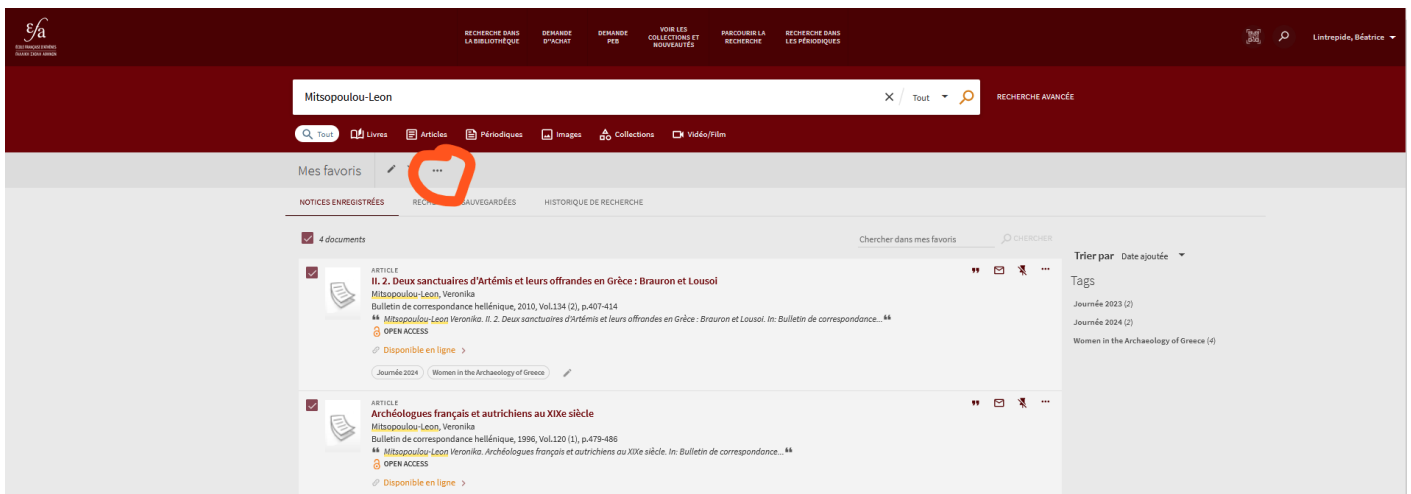 εfa
RECHERCHE DANS LA BIBLIOTHÈQUE
DEMANDE D''ACHAT
DEMANDE PEB
VOIR LES COLLECTIONS ET NOUVEAUTÉS
PARCOURIR LA RECHERCHE
RECHERCHE DANS LES PÉRIODIQUES
Lintrepide, Béatrice
Mitsopoulou-Leon
Tout
RECHERCHE AVANCÉE
Tout
Livres
Articles
Périodiques
Images
Collections
Vidéo/Film
Mes favoris
NOTICES ENREGISTRÉES
SAUVEGARDÉES
HISTORIQUE DE RECHERCHE
4 documents
Chercher dans mes favoris
CHERCHER
Trier par Date ajoutée
Tags
Journée 2023 (2)
Journée 2024 (2)
Women in the Archaeology of Greece (4)
ARTICLE
II. 2. Deux sanctuaires d'Artémis et leurs offrandes en Grèce : Brauron et Lousoi
Mitsopoulou-Leon, Veronika
Bulletin de correspondance hellénique, 2010, Vol.134 (2), p.407-414
Mitsopoulou-Leon Veronika. II. 2. Deux sanctuaires d'Artémis et leurs offrandes en Grèce : Brauron et Lousoi. In: Bulletin de correspondance...
OPEN ACCESS
Disponible en ligne
Journée 2024
Women in the Archaeology of Greece
ARTICLE
Archéologues français et autrichiens au XIXe siècle
Mitsopoulou-Leon, Veronika
Bulletin de correspondance hellénique, 1996, Vol.120 (1), p.479-486
Mitsopoulou-Leon Veronika. Archéologues français et autrichiens au XIXe siècle. In: Bulletin de correspondance...
OPEN ACCESS
Disponible en ligne